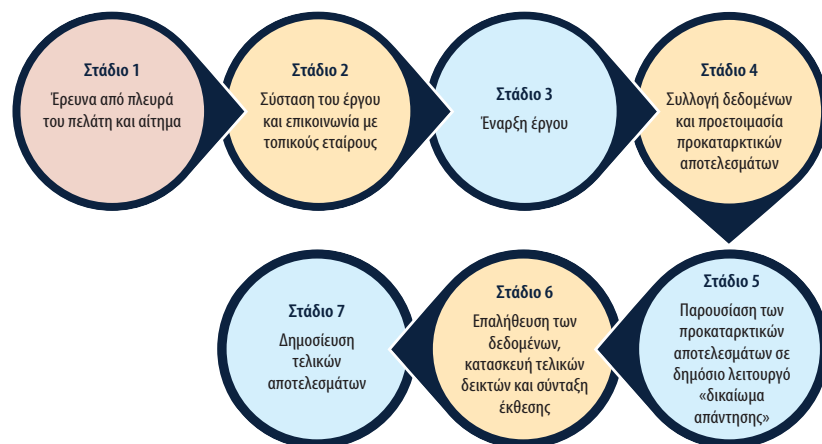 Στάδιο 1
Έρευνα από πλευρά
του πελάτη και αίτημα
Στάδιο 2
Σύσταση του έργου
και επικοινωνία με
τοπικούς εταίρους
Στάδιο 3
Έναρξη έργου
Στάδιο 4
Συλλογή δεδομένων
και προετοιμασία
προκαταρκτικών
αποτελεσμάτων
Στάδιο 5
Παρουσίαση των
προκαταρκτικών
αποτελεσμάτων σε
δημόσιο λειτουργό
«δικαίωμα
απάντησης»
Στάδιο 6
Επαλήθευση των
δεδομένων,
κατασκευή τελικών
δεικτών και σύνταξη
έκθεσης
Στάδιο 7
Δημοσίευση
τελικών
αποτελεσμάτων